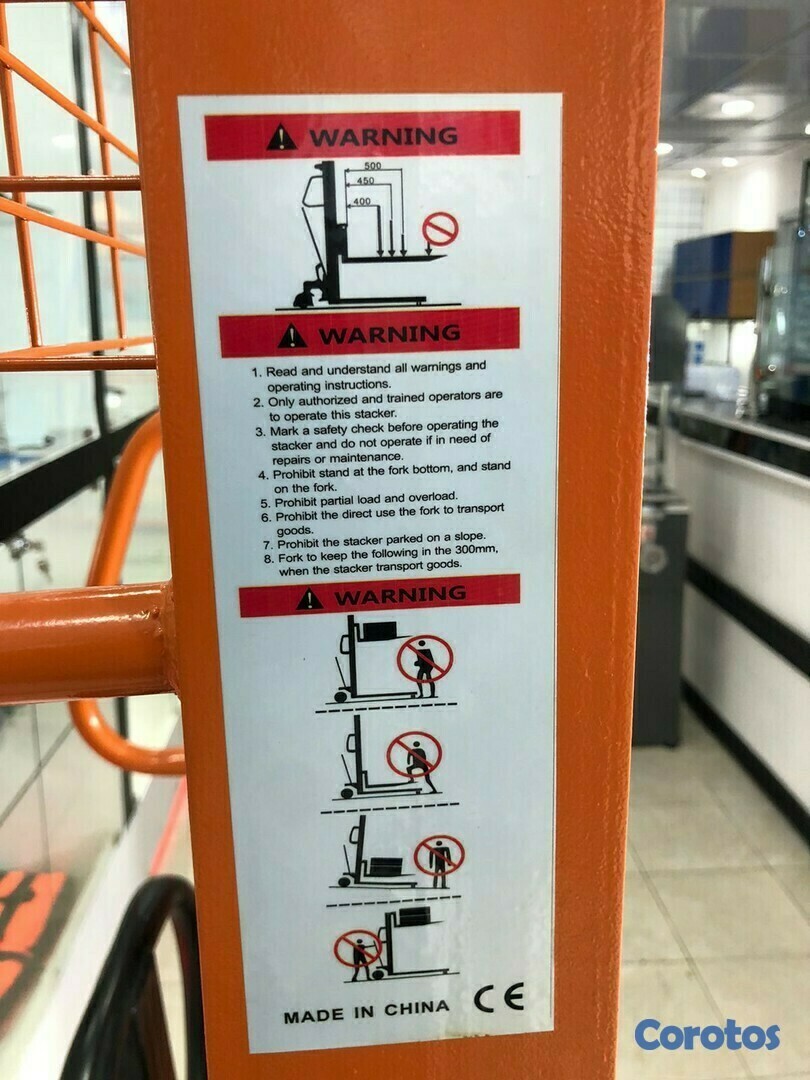 WARNING
500
450
400
WARNING
1. Read and understand all warnings and
operating instructions.
2. Only authorized and trained operators are
to operate this stacker.
3. Mark a safety check before operating the
stacker and do not operate if in need of
repairs or maintenance.
4. Prohibit stand at the fork bottom, and stand
on the fork.
5. Prohibit partial load and overload.
6. Prohibit the direct use the fork to transport
goods.
7. Prohibit the stacker parked on a slope.
8. Fork to keep the following in the 300mm,
when the stacker transport goods.
WARNING
MADE IN CHINA CE
Corotos